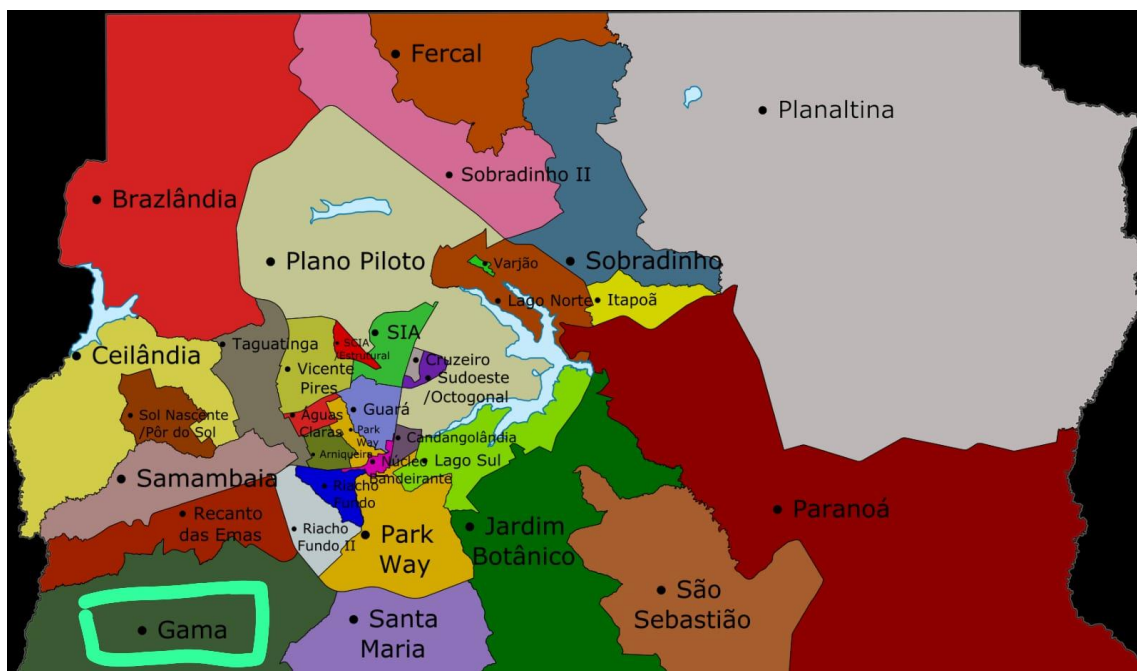 Fercal
Planaltina
Sobradinho II
Brazlândia
Plano Piloto
Varjão
Sobradinho
Lago Norte
Itapoã
SIA
SCIA
/Estrutural
Taguatinga
Ceilândia
Cruzeiro
Vicente
Pires
Sudoeste
/Octogonal
Sol Nascente
/Pôr do Sol
Águas
Claras
Guará
Park
Way
Candangolândia
Arniqueira
Núcleo
Bandeirante
Lago Sul
Samambaia
Riacho
Fundo
Recanto
das Emas
Riacho
Fundo II
Park
Way
Jardim
Botânico
Paranoá
São
Sebastião
Gama
Santa
Maria